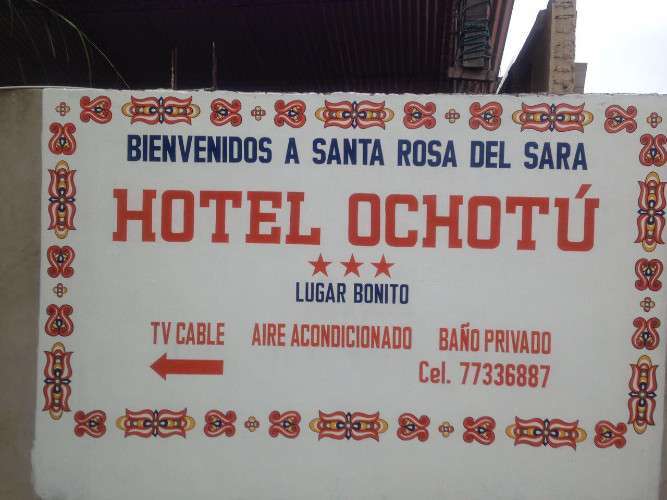 BIENVENIDOS A SANTA ROSA DEL SARA
HOTEL OCHOTÚ
LUGAR BONITO
TV CABLE AIRE ACONDICIONADO BAÑO PRIVADO
Cel. 77336887